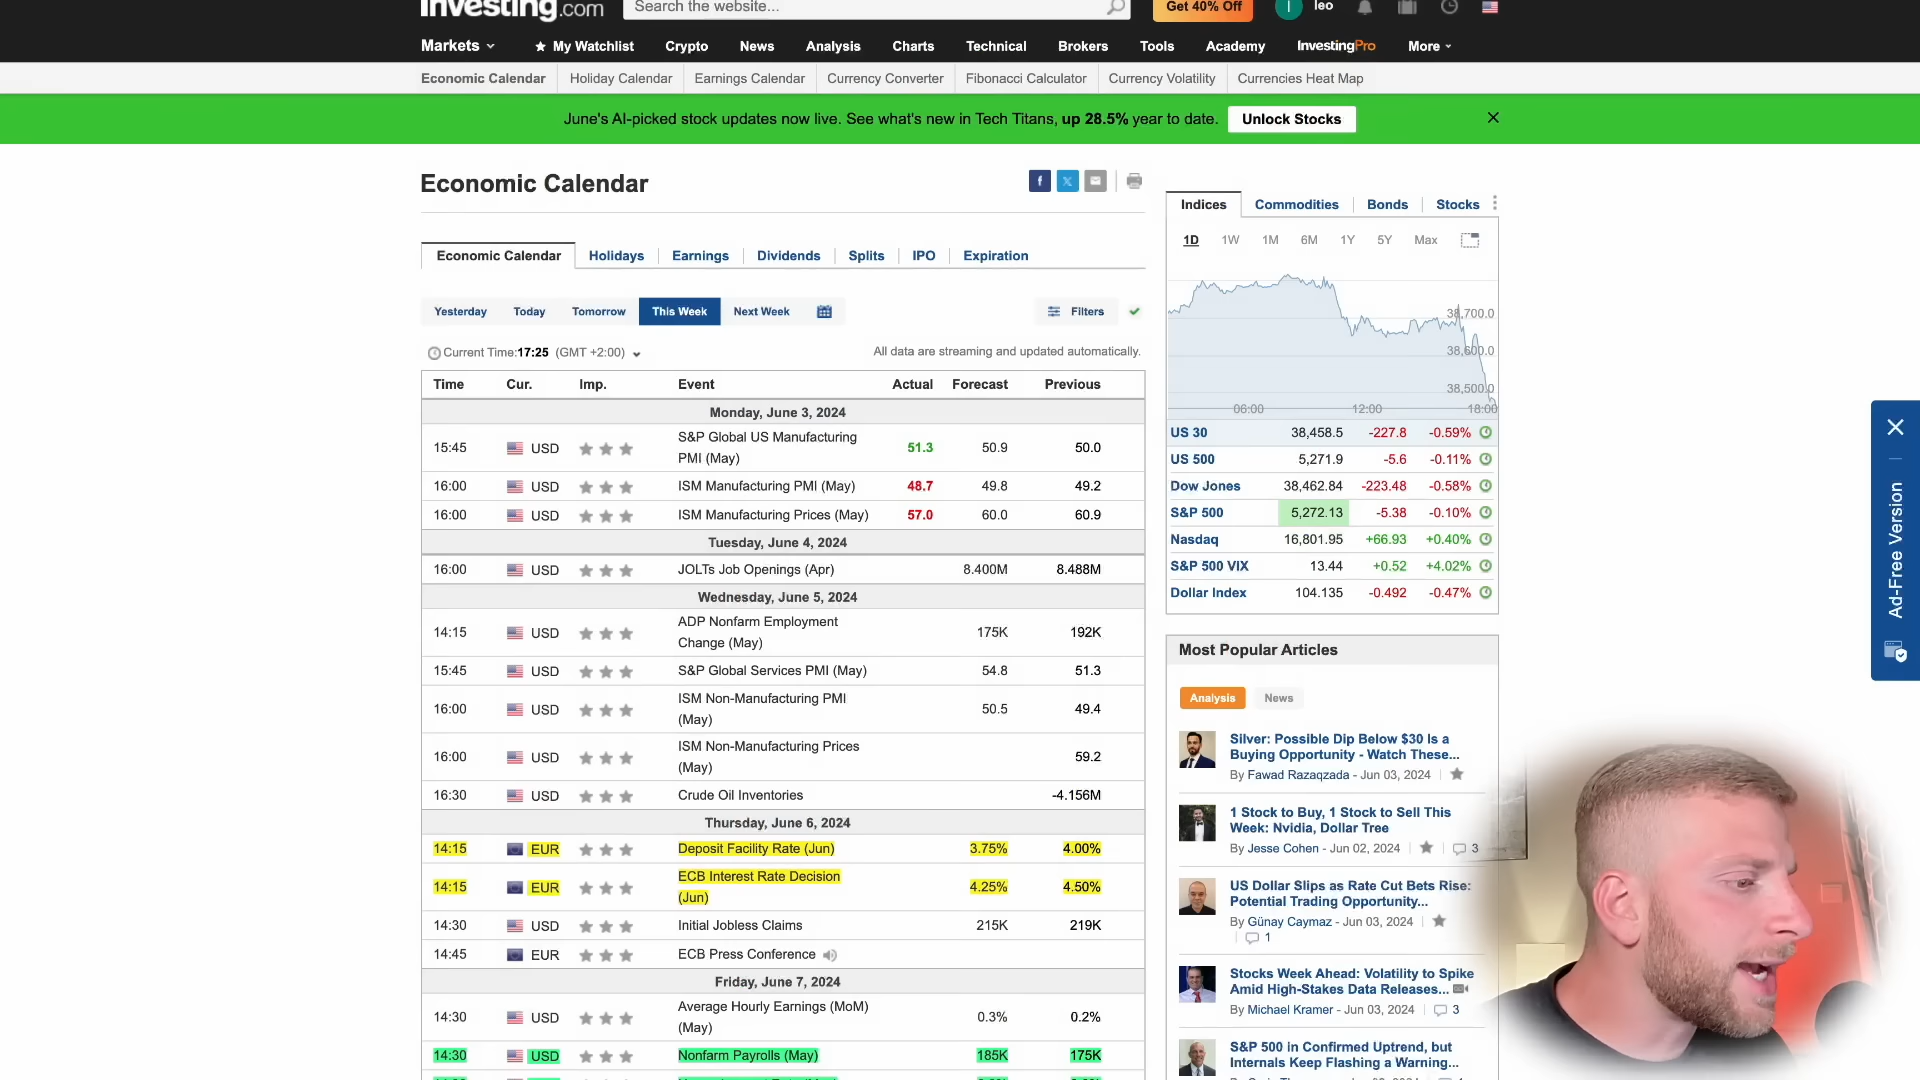 Investing.com
Search the website...
Get 40% Off
l
leo
Markets
My Watchlist
Crypto
News
Analysis
Charts
Technical
Brokers
Tools
Academy
InvestingPro
More
Economic Calendar
Holiday Calendar
Earnings Calendar
Currency Converter
Fibonacci Calculator
Currency Volatility
Currencies Heat Map
June's AI-picked stock updates now live. See what's new in Tech Titans, up 28.5% year to date.
Unlock Stocks
Economic Calendar
Economic Calendar
Holidays
Earnings
Dividends
Splits
IPO
Expiration
Yesterday
Today
Tomorrow
This Week
Next Week
Filters
Current Time:17:25 (GMT +2:00)
All data are streaming and updated automatically.
Time Cur. Imp. Event Actual Forecast Previous
Monday, June 3, 2024
15:45 USD S&P Global US Manufacturing PMI (May) 51.3 50.9 50.0
16:00 USD ISM Manufacturing PMI (May) 48.7 49.8 49.2
16:00 USD ISM Manufacturing Prices (May) 57.0 60.0 60.9
Tuesday, June 4, 2024
16:00 USD JOLTs Job Openings (Apr) 8.400M 8.488M
Wednesday, June 5, 2024
14:15 USD ADP Nonfarm Employment Change (May) 175K 192K
15:45 USD S&P Global Services PMI (May) 54.8 51.3
16:00 USD ISM Non-Manufacturing PMI (May) 50.5 49.4
16:00 USD ISM Non-Manufacturing Prices (May) 59.2
16:30 USD Crude Oil Inventories -4.156M
Thursday, June 6, 2024
14:15 EUR Deposit Facility Rate (Jun) 3.75% 4.00%
14:15 EUR ECB Interest Rate Decision (Jun) 4.25% 4.50%
14:30 USD Initial Jobless Claims 215K 219K
14:45 EUR ECB Press Conference
Friday, June 7, 2024
14:30 USD Average Hourly Earnings (MoM) (May) 0.3% 0.2%
14:30 USD Nonfarm Payrolls (May) 185K 175K
Indices
Commodities
Bonds
Stocks
1D 1W 1M 6M 1Y 5Y Max
38,700.0
38,600.0
38,500.0
06:00 12:00 18:00
US 30 38,458.5 -227.8 -0.59%
US 500 5,271.9 -5.6 -0.11%
Dow Jones 38,462.84 -223.48 -0.58%
S&P 500 5,272.13 -5.38 -0.10%
Nasdaq 16,801.95 +66.93 +0.40%
S&P 500 VIX 13.44 +0.52 +4.02%
Dollar Index 104.135 -0.492 -0.47%
Most Popular Articles
Analysis
News
Silver: Possible Dip Below $30 Is a
Buying Opportunity - Watch These...
By Fawad Razaqzada - Jun 03, 2024
1 Stock to Buy, 1 Stock to Sell This
Week: Nvidia, Dollar Tree
By Jesse Cohen - Jun 02, 2024 3
US Dollar Slips as Rate Cut Bets Rise:
Potential Trading Opportunity...
By Günay Caymaz - Jun 03, 2024
1
Stocks Week Ahead: Volatility to Spike
Amid High-Stakes Data Releases...
By Michael Kramer - Jun 03, 2024 3
S&P 500 in Confirmed Uptrend, but
Internals Keep Flashing a Warning...
Ad-Free Version